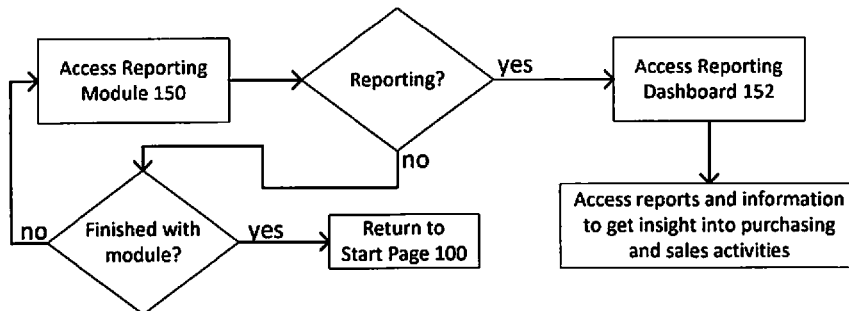 Access Reporting
Module 150
Reporting?
yes
Access Reporting
Dashboard 152
no
Finished with
module?
no
yes
Return to
Start Page 100
Access reports and information
to get insight into purchasing
and sales activities